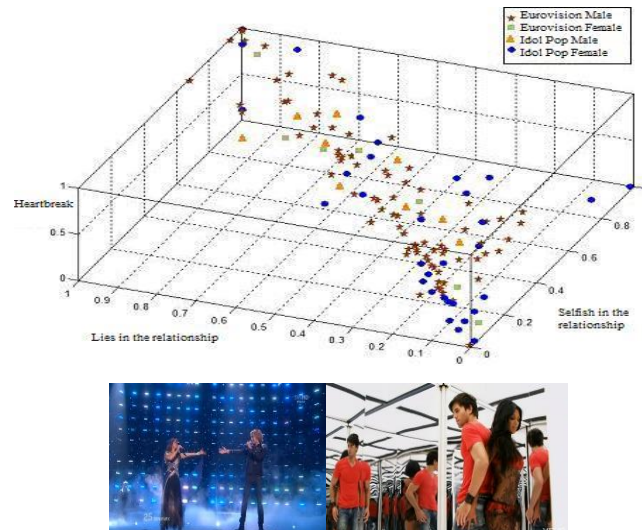 Eurovision Male
Eurovision Female
Idol Pop Male
Idol Pop Female
Heartbreak
1
0.5
0
1
0.9
0.8
0.7
0.6
0.5
0.4
0.3
0.2
0.1
0
Lies in the relationship
0
0.2
0.4
0.6
0.8
Selfish in the
relationship